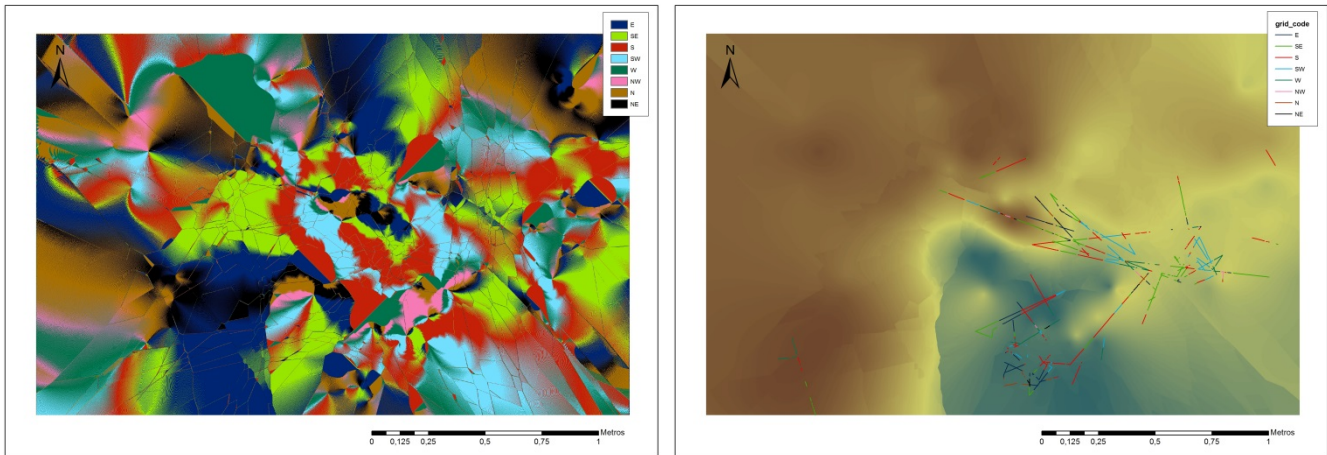 E
SE
S
SW
W
NW
N
NE
N
Metros
0 0,125 0,25 0,5 0,75 1
grid_code
E
SE
S
SW
W
NW
N
NE
N
Metros
0 0,125 0,25 0,5 0,75 1